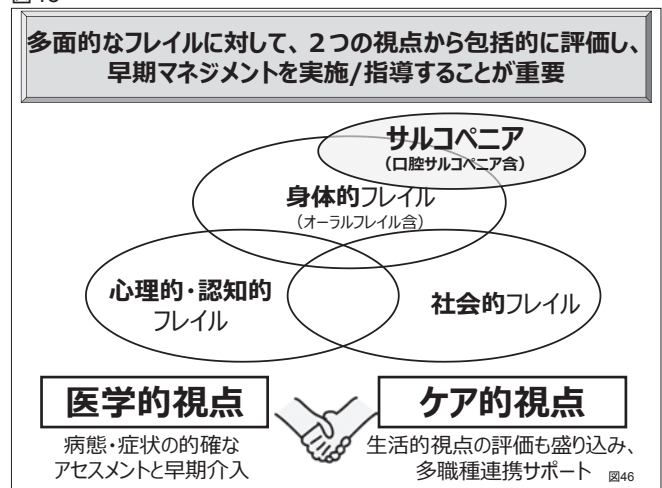 多面的なフレイルに対して、２つの視点から包括的に評価し、
早期マネジメントを実施/指導することが重要
サルコペニア
（口腔サルコペニア含）
身体的フレイル
（オーラルフレイル含）
心理的・認知的
フレイル
社会的フレイル
医学的視点
ケア的視点
病態・症状の的確な
アセスメントと早期介入
生活的視点の評価も盛り込み、
多職種連携サポート
図46